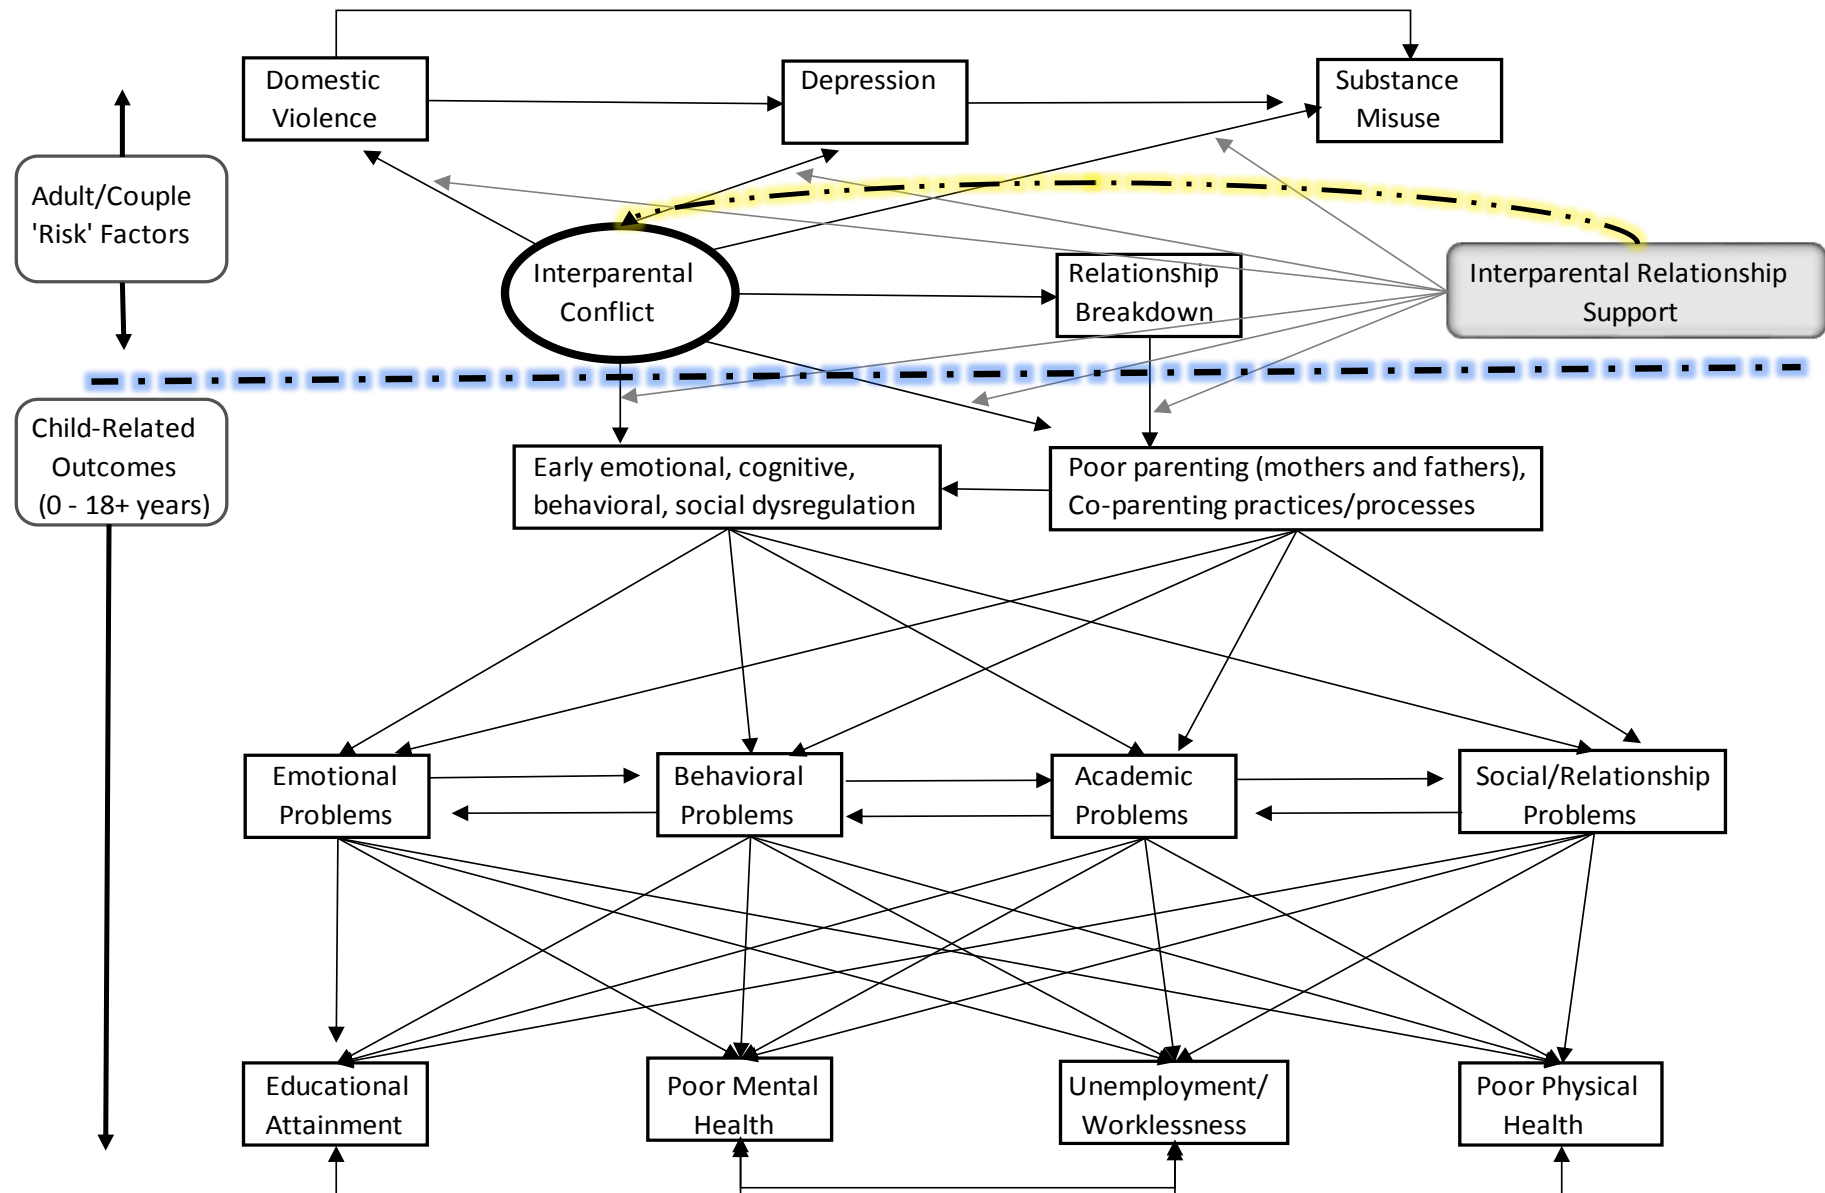 Domestic
Violence
Depression
Substance
Misuse
Adult/Couple
'Risk' Factors
Interparental
Conflict
Relationship
Breakdown
Interparental Relationship
Support
Child-Related
Outcomes
(0 - 18+ years)
Early emotional, cognitive,
behavioral, social dysregulation
Poor parenting (mothers and fathers),
Co-parenting practices/processes
Emotional
Problems
Behavioral
Problems
Academic
Problems
Social/Relationship
Problems
Educational
Attainment
Poor Mental
Health
Unemployment/
Worklessness
Poor Physical
Health